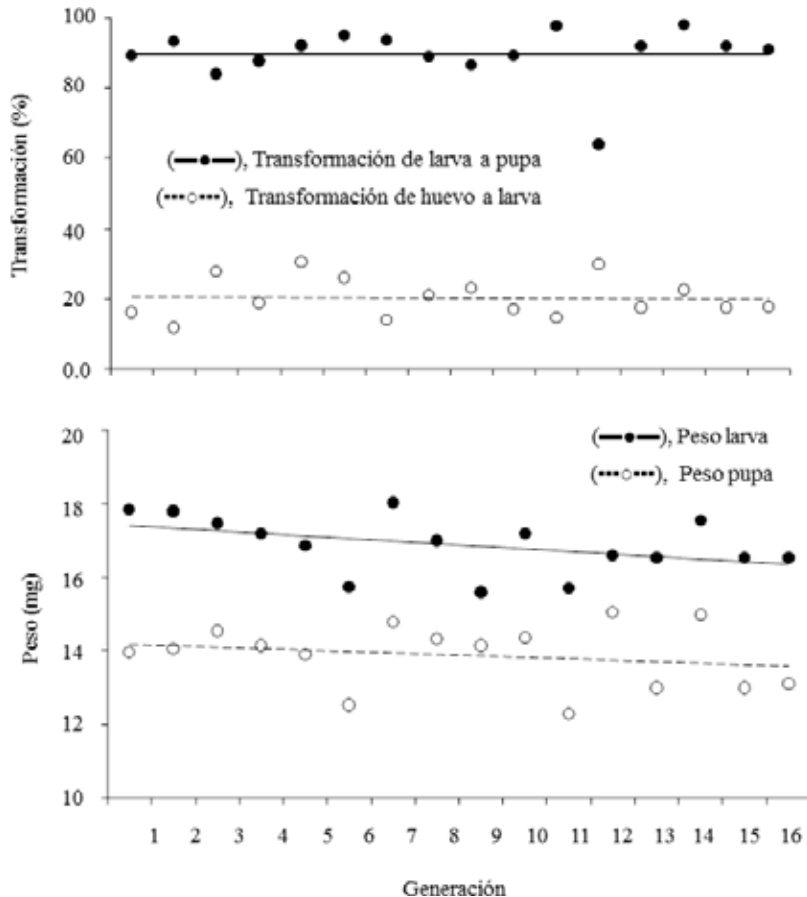 100
80
60
40
20
0.0
Transformación (%)
(━●━), Transformación de larva a pupa
(---○---), Transformación de huevo a larva
20
18
16
14
12
10
Peso (mg)
(━●━), Peso larva
(---○---), Peso pupa
1 2 3 4 5 6 7 8 9 10 11 12 13 14 15 16
Generación